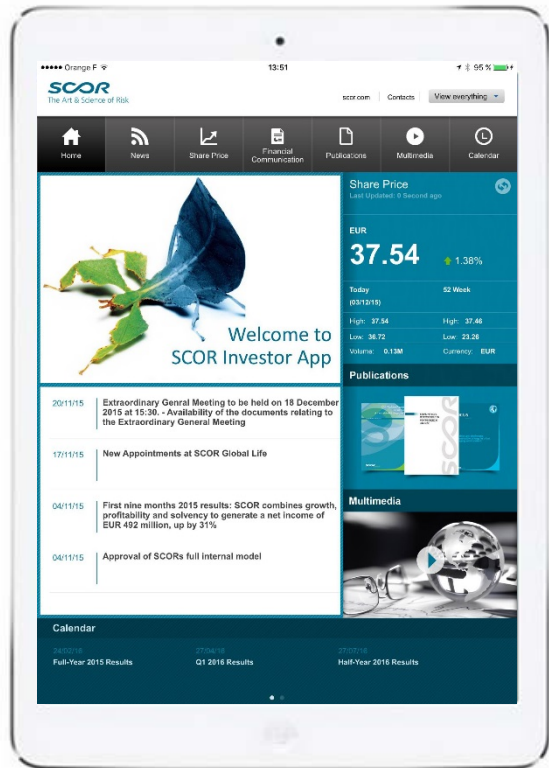 Orange F
13:51
95 %
SCOR
The Art & Science of Risk
scor.com
Contacts
View everything
Home
News
Share Price
Financial
Communication
Publications
Multimedia
Calendar
Share Price
Last Updated: 0 Second ago
EUR
37.54
1.38%
Today
52 Week
(03/12/15)
High: 37.54
High: 37.46
Low: 36.72
Low: 23.26
Volume: 0.13M
Currency: EUR
Welcome to
SCOR Investor App
Publications
20/11/15
Extraordinary Genral Meeting to be held on 18 December
2015 at 15:30. - Availability of the documents relating to
the Extraordinary General Meeting
17/11/15
New Appointments at SCOR Global Life
04/11/15
First nine months 2015 results: SCOR combines growth,
profitability and solvency to generate a net income of
EUR 492 million, up by 31%
04/11/15
Approval of SCORs full internal model
SCOR
Multimedia
Calendar
24/02/16
Full-Year 2015 Results
27/04/16
Q1 2016 Results
27/07/16
Half-Year 2016 Results